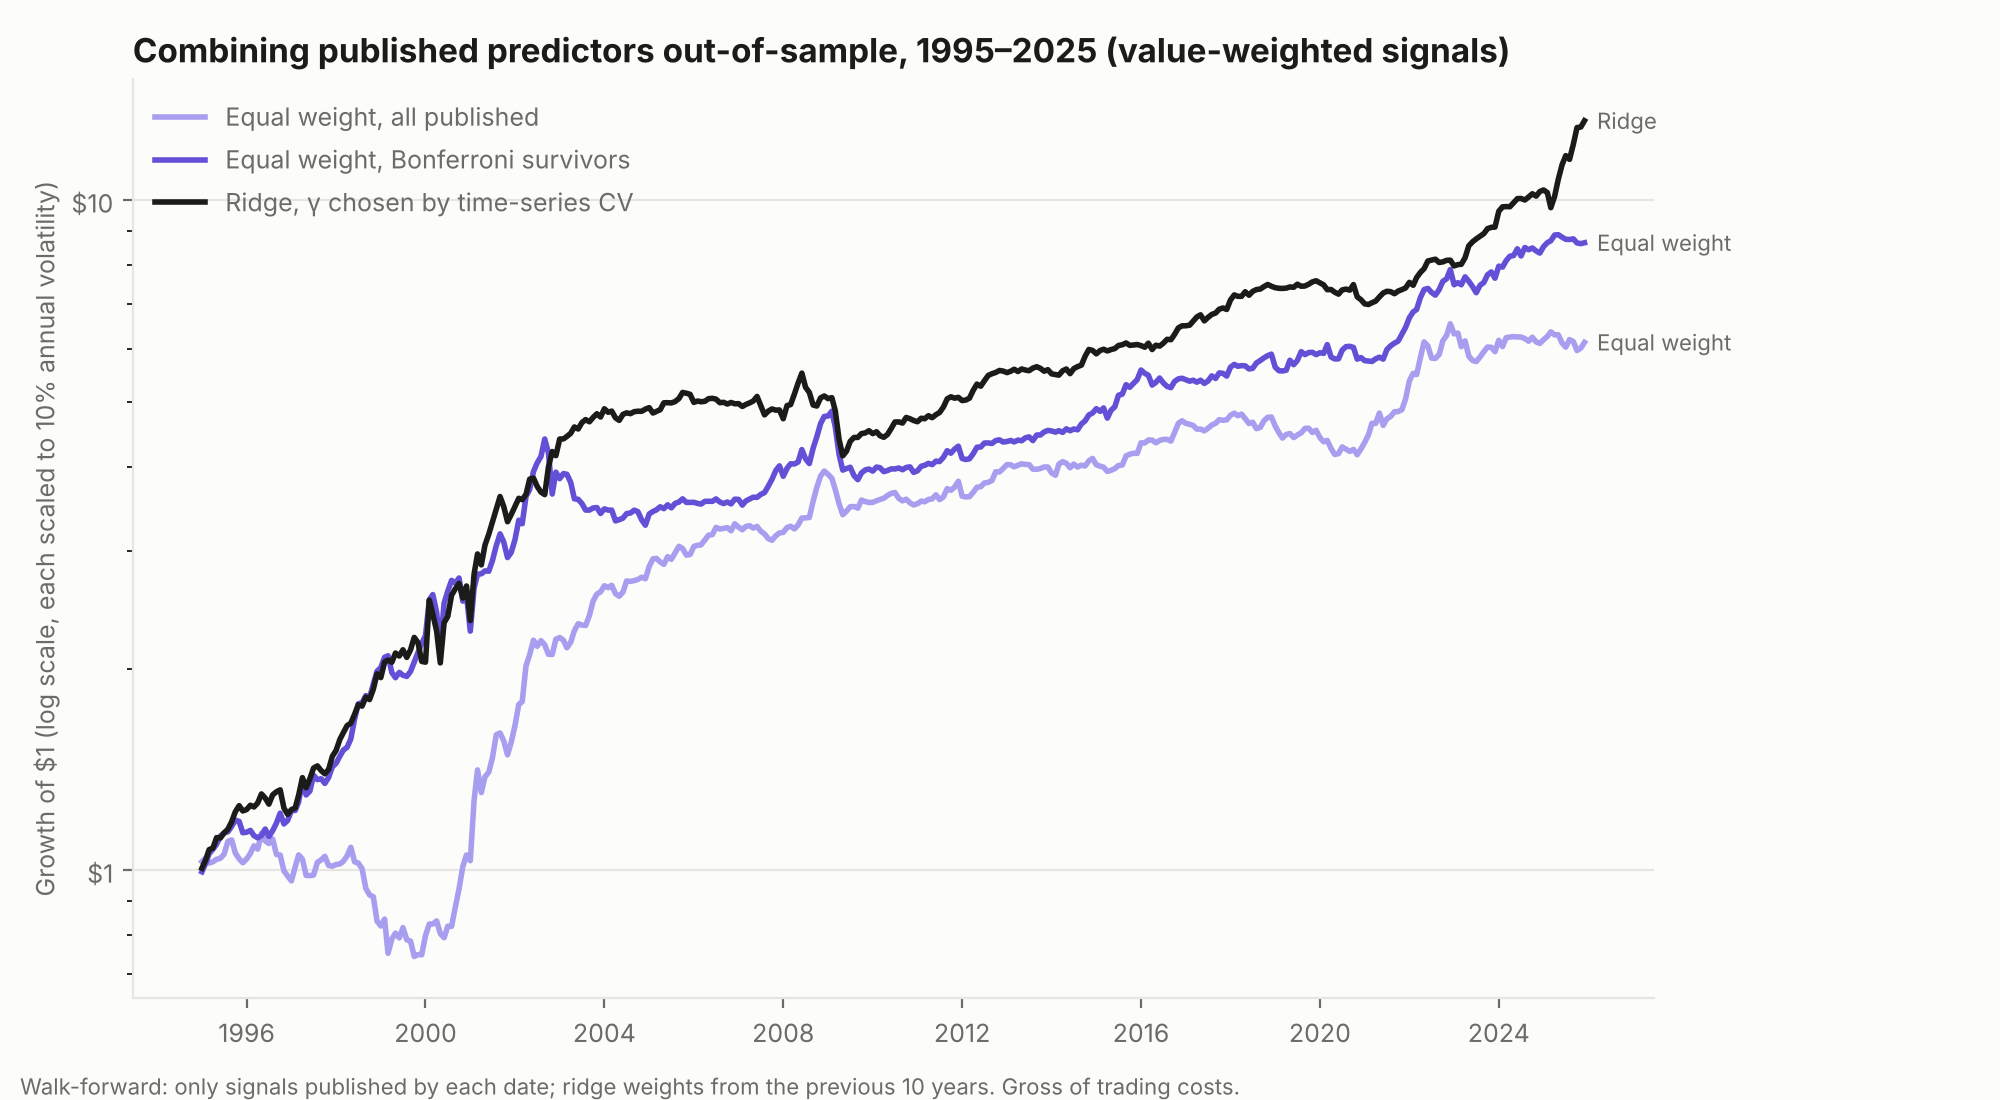 Combining published predictors out-of-sample, 1995–2025 (value-weighted signals)
Equal weight, all published
Equal weight, Bonferroni survivors
Ridge, γ chosen by time-series CV
Growth of $1 (log scale, each scaled to 10% annual volatility)
$10
$1
Ridge
Equal weight
Equal weight
1996 2000 2004 2008 2012 2016 2020 2024
Walk-forward: only signals published by each date; ridge weights from the previous 10 years. Gross of trading costs.